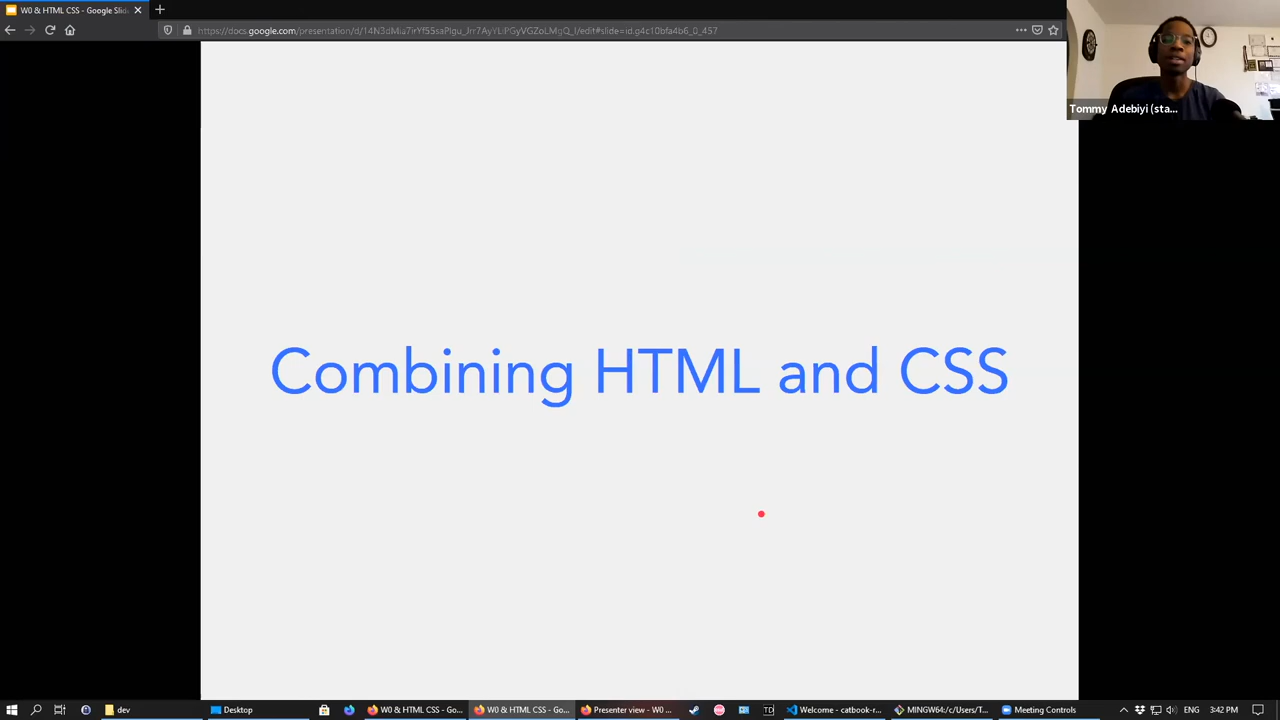 W0 & HTML CSS - Google Slid
Tommy Adebiyi (sta...
Combining HTML and CSS
dev
Desktop
W0 & HTML CSS - Go...
W0 & HTML CSS - Go...
Presenter view - W0 ...
Welcome - catbook-r...
MINGW64:/c/Users/T...
Meeting Controls
ENG
3:42 PM